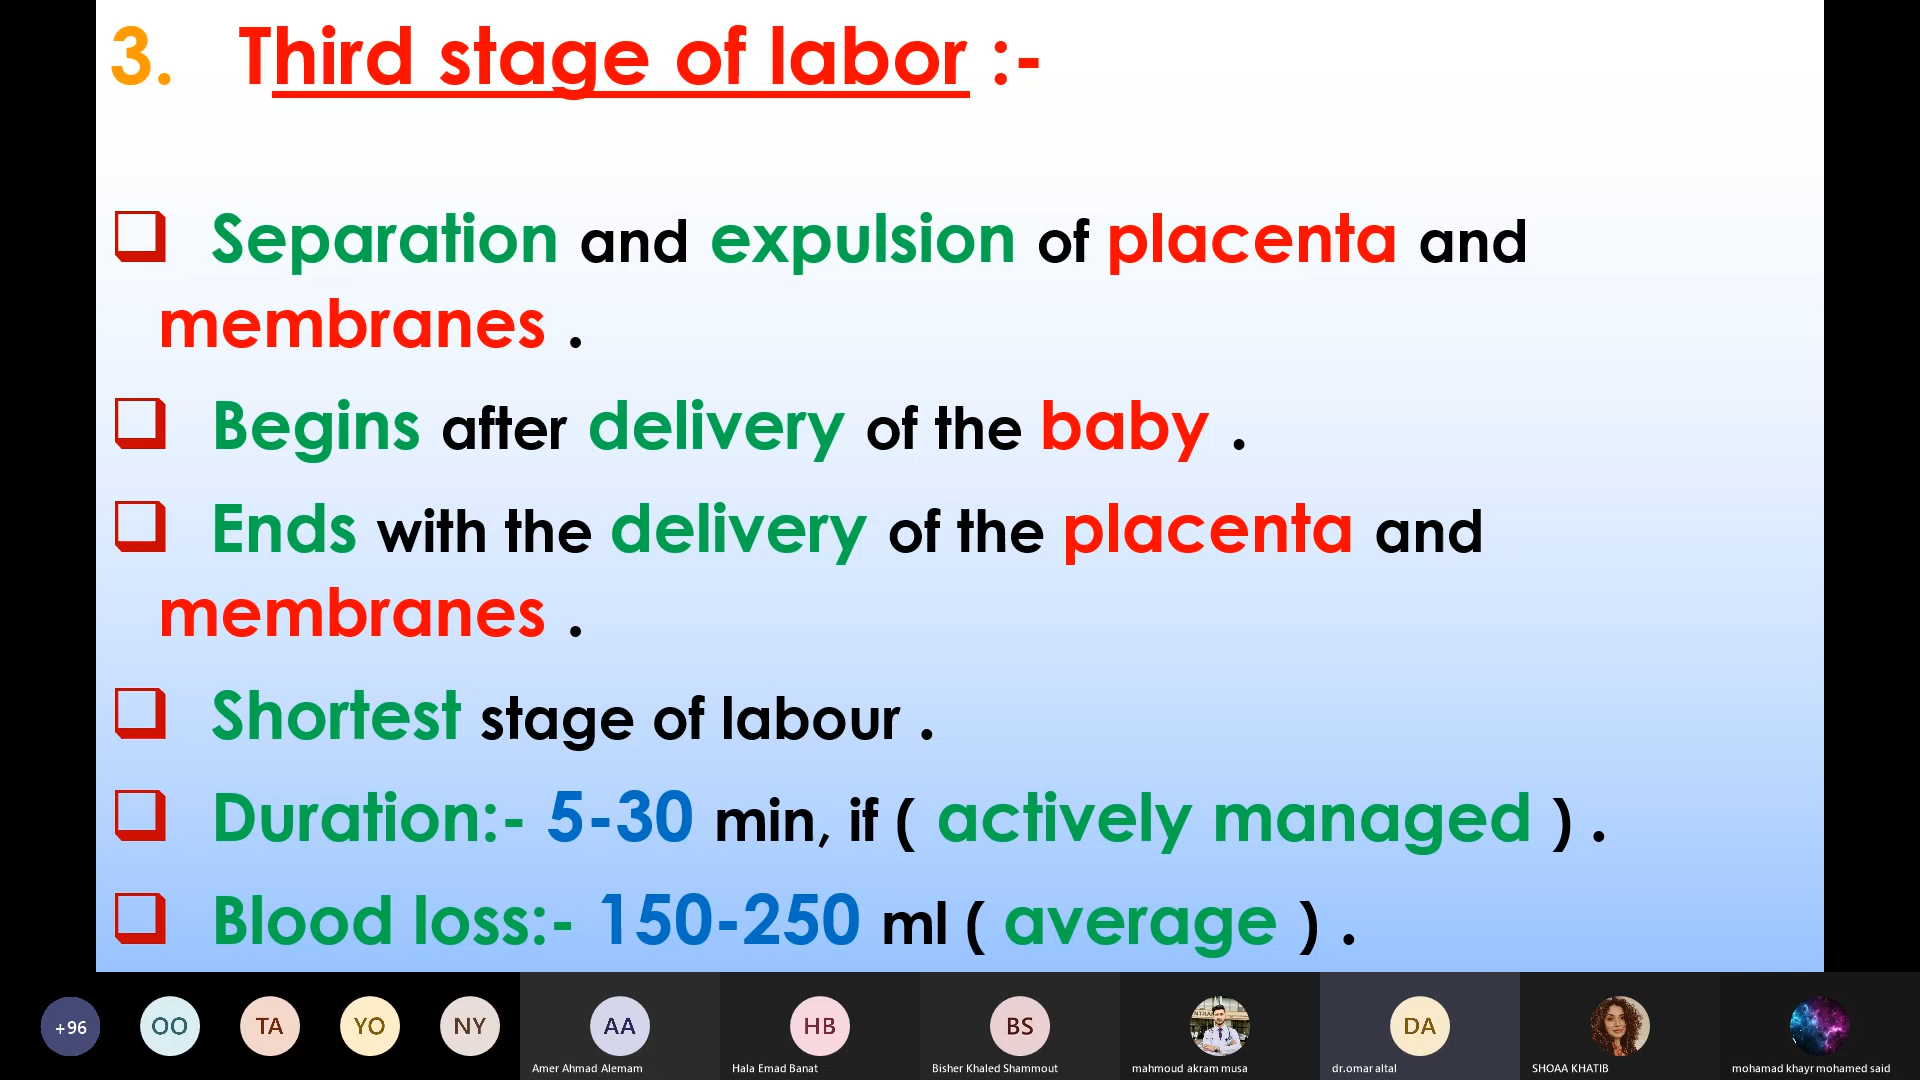 3. Third stage of labor :-
Separation and expulsion of placenta and
membranes .
Begins after delivery of the baby .
Ends with the delivery of the placenta and
membranes .
Shortest stage of labour .
Duration:- 5-30 min, if ( actively managed ) .
Blood loss:- 150-250 ml ( average ) .
+96 OO TA YO NY AA HB BS DA
Amer Ahmad Alemam Hala Emad Banat Bisher Khaled Shammout mahmoud akram musa dr.omar altal SHOAA KHATIB mohamad khayr mohamed said